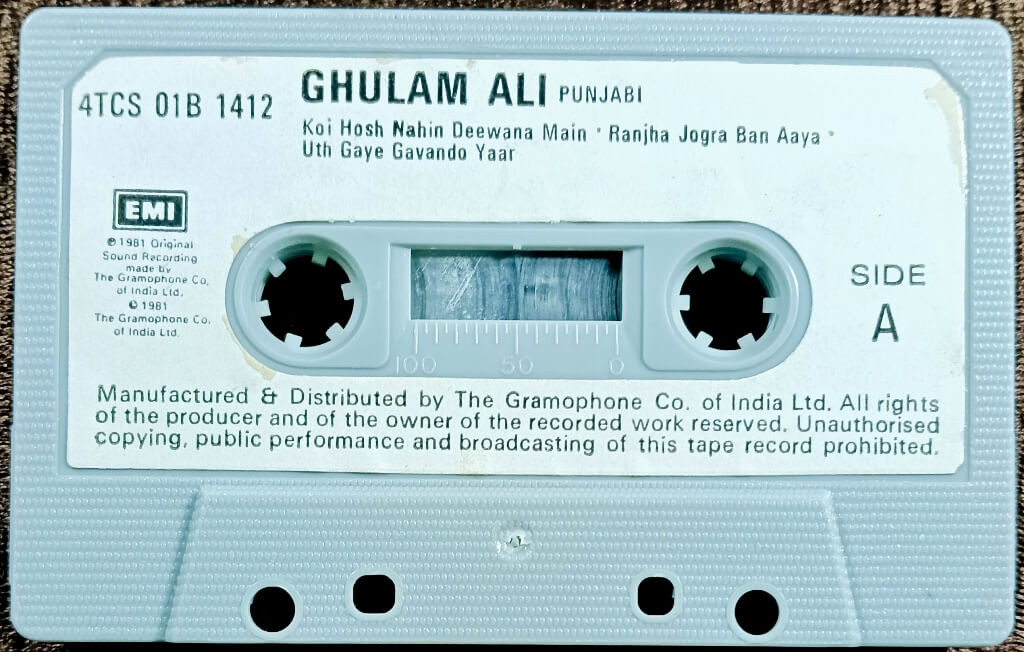 4TCS 01B 1412
GHULAM ALI PUNJABI
Koi Hosh Nahin Deewana Main • Ranjha Jogra Ban Aaya •
Uth Gaye Gavando Yaar
EMI
℗ 1981 Original
Sound Recording
made by
The Gramophone Co.
of India Ltd.
© 1981
The Gramophone Co.
of India Ltd.
SIDE
A
100 50 0
Manufactured & Distributed by The Gramophone Co. of India Ltd. All rights
of the producer and of the owner of the recorded work reserved. Unauthorised
copying, public performance and broadcasting of this tape record prohibited.